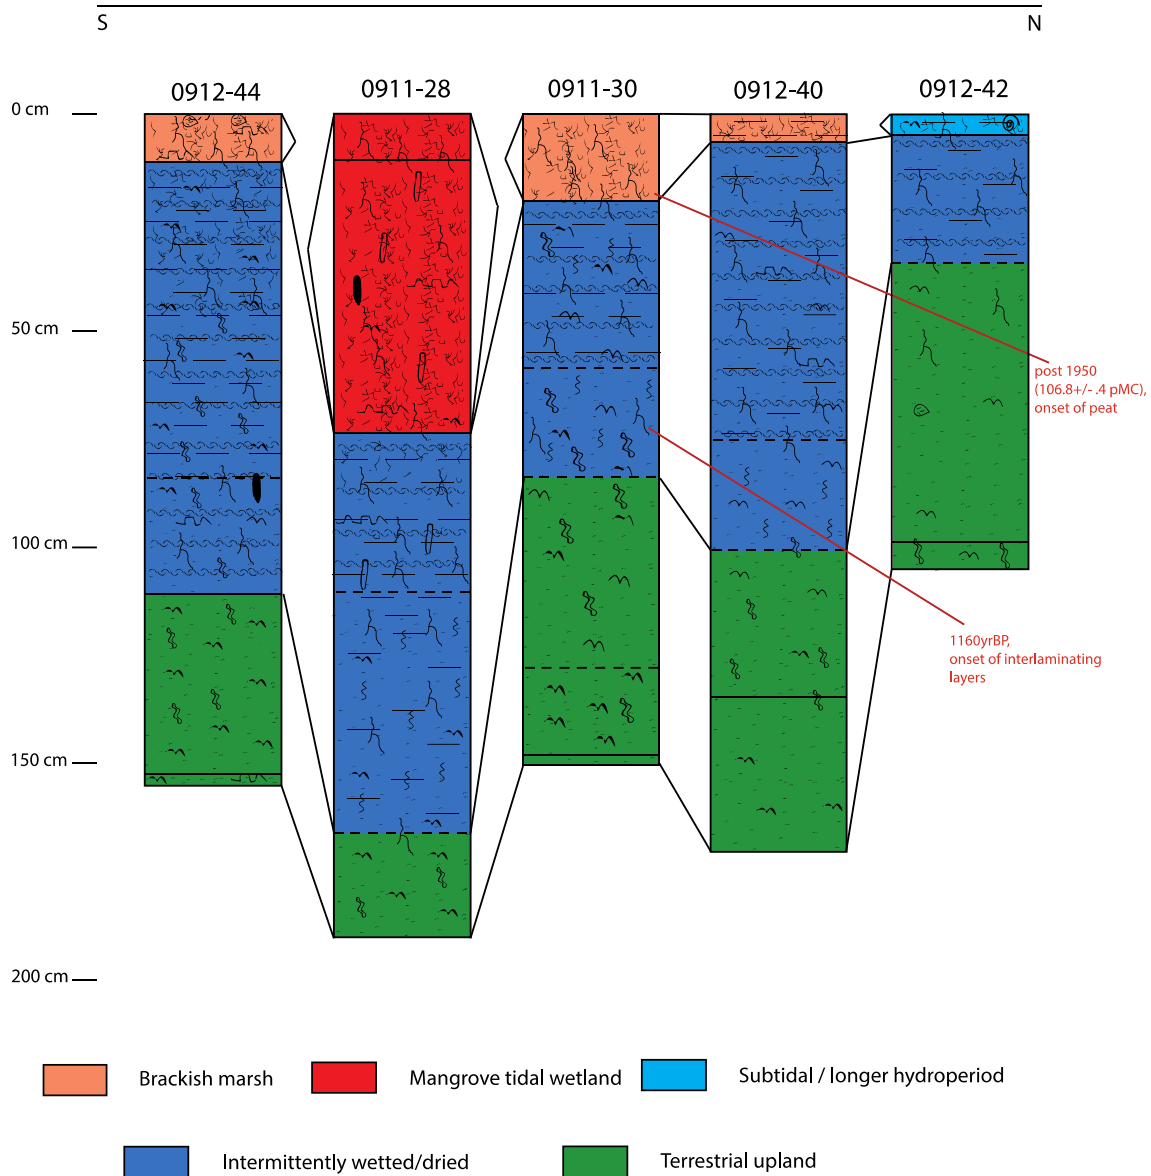 S
N
0912-44
0911-28
0911-30
0912-40
0912-42
0 cm
50 cm
100 cm
150 cm
200 cm
post 1950
(106.8+/- .4 pMC),
onset of peat
1160yrBP,
onset of interlaminating
layers
Brackish marsh
Mangrove tidal wetland
Subtidal / longer hydroperiod
Intermittently wetted/dried
Terrestrial upland